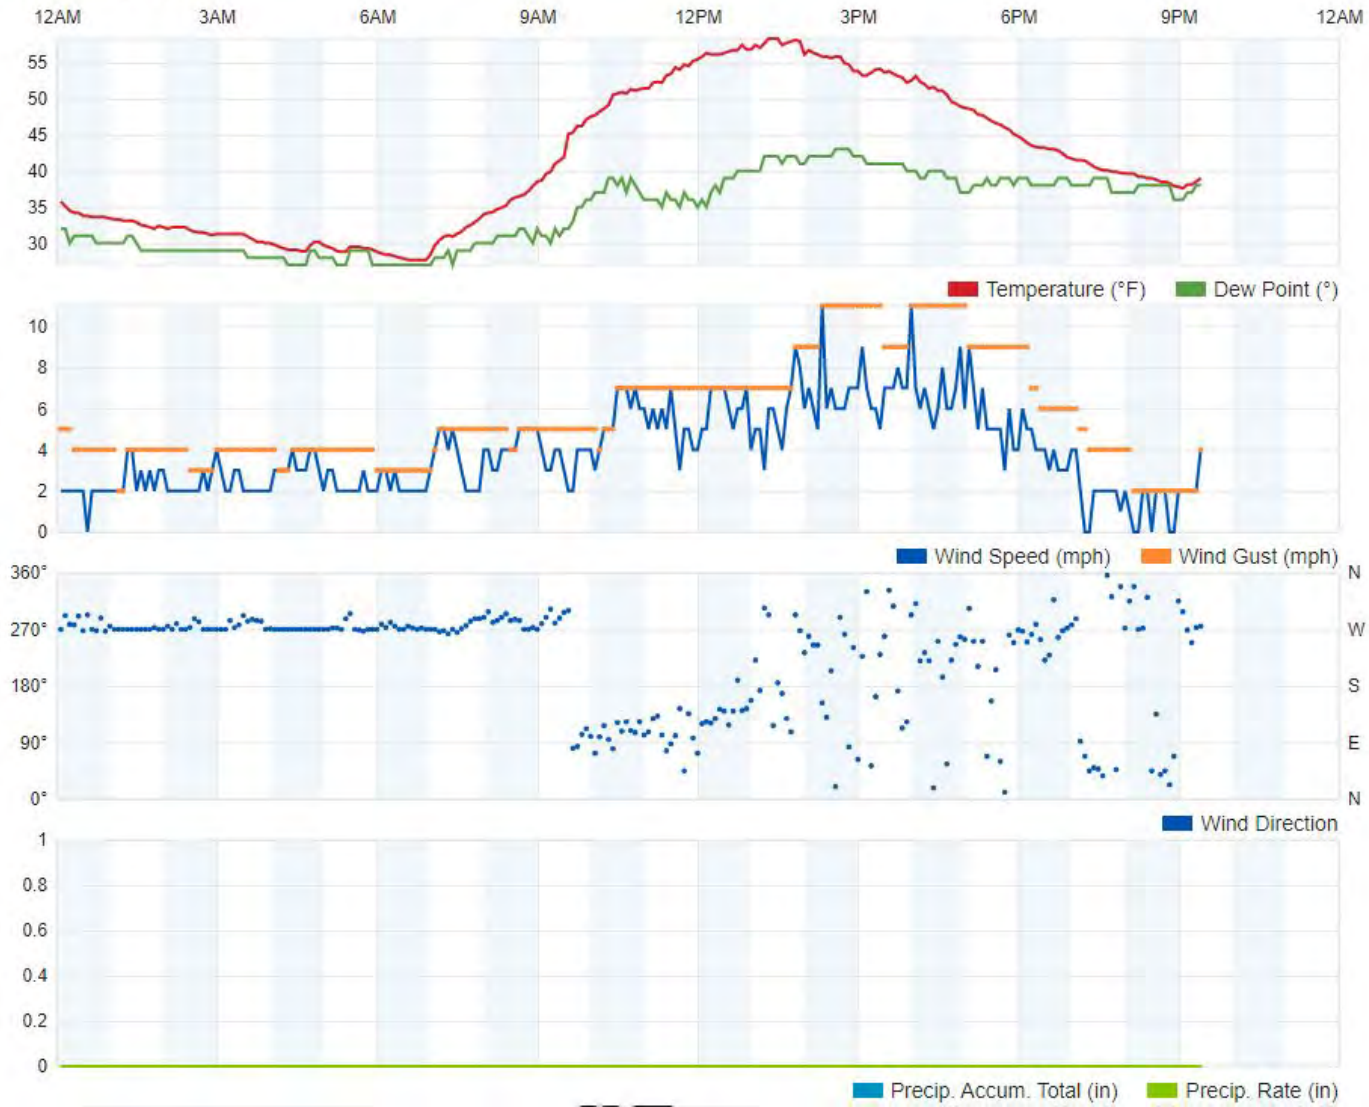 12AM 3AM 6AM 9AM 12PM 3PM 6PM 9PM 12AM
55
50
45
40
35
30
Temperature (°F) Dew Point (°)
10
8
6
4
2
0
Wind Speed (mph) Wind Gust (mph)
360° N
270° W
180° S
90° E
0° N
Wind Direction
1
0.8
0.6
0.4
0.2
0
Precip. Accum. Total (in) Precip. Rate (in)